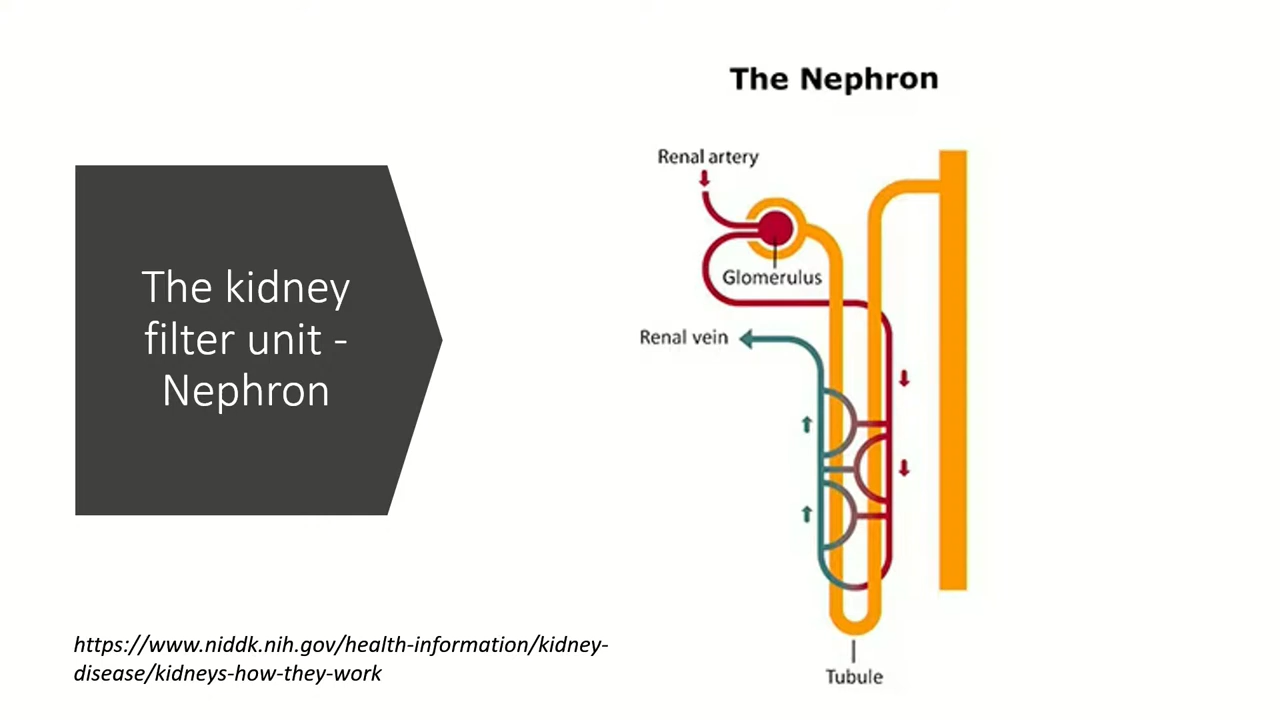 The Nephron
Renal artery
Glomerulus
Renal vein
Tubule
The kidney
filter unit -
Nephron
https://www.niddk.nih.gov/health-information/kidney-
disease/kidneys-how-they-work